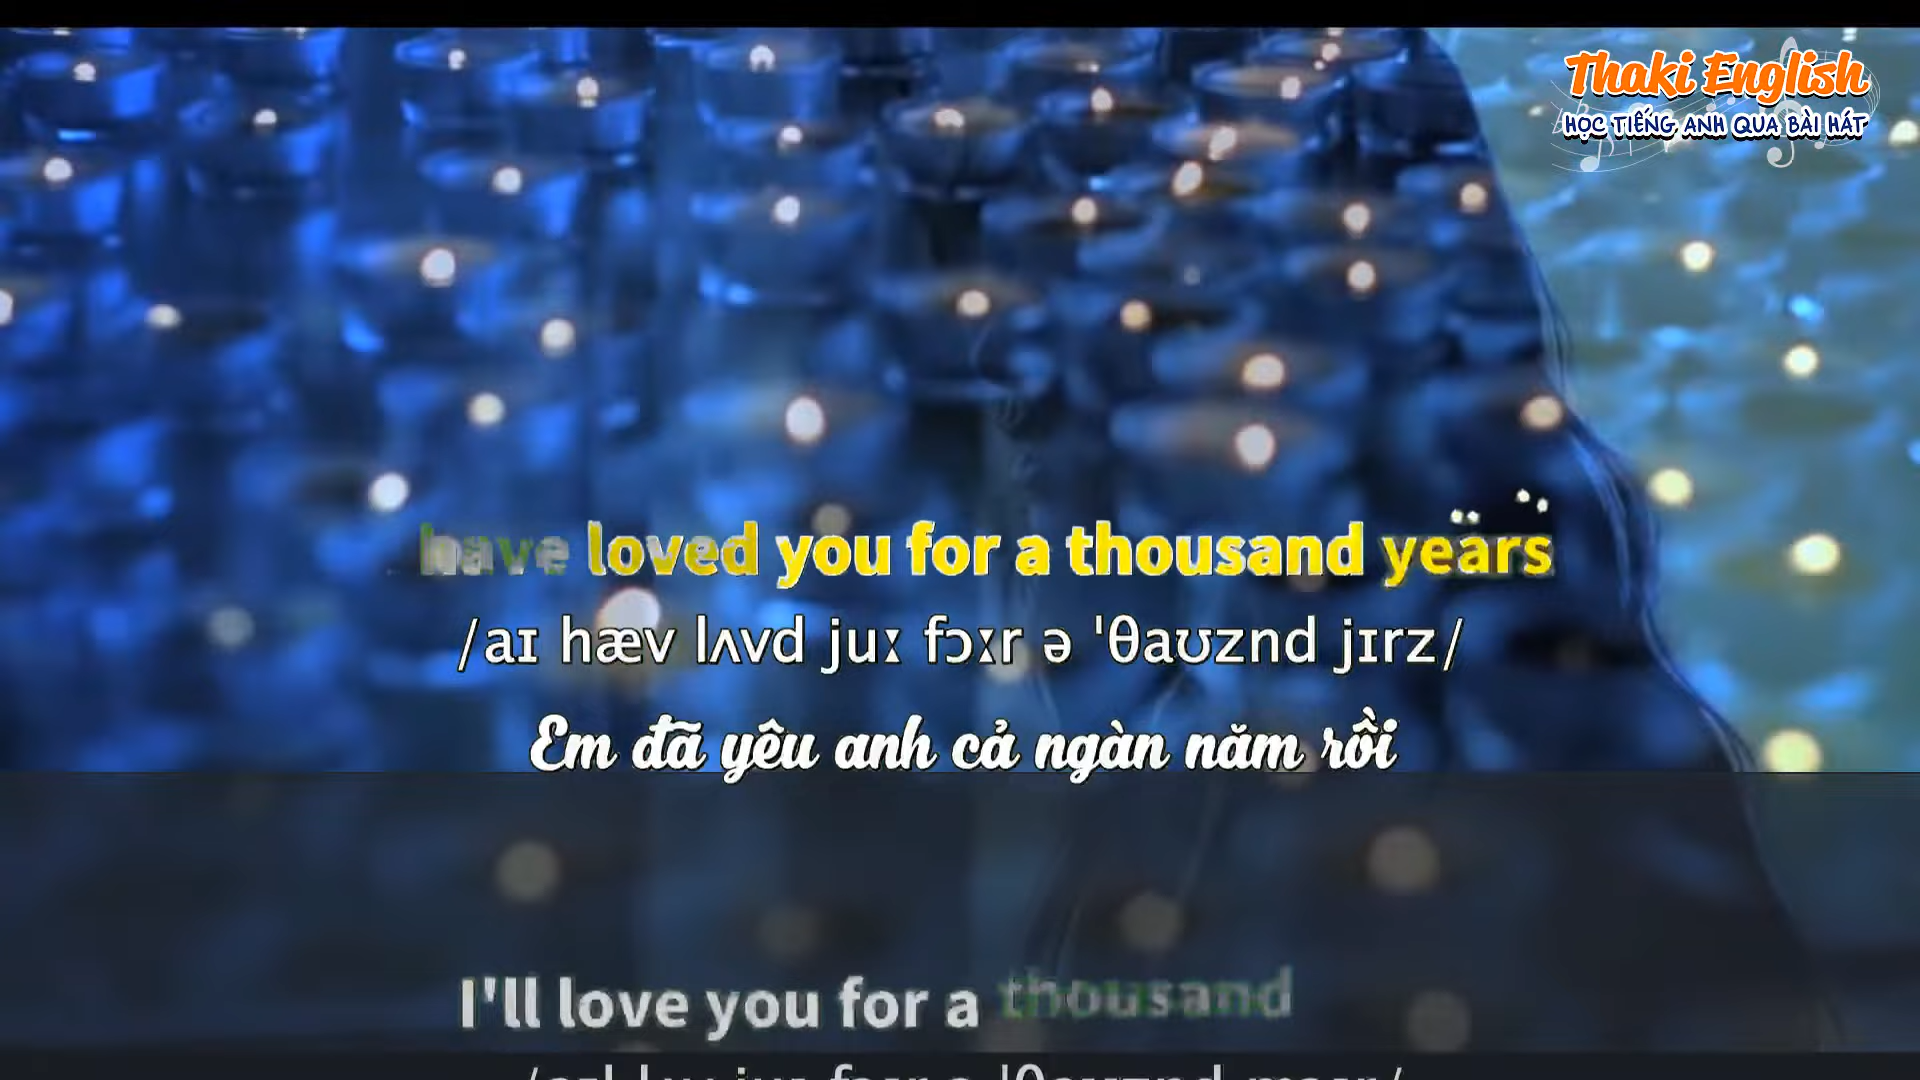 Thaki English
HỌC TIẾNG ANH QUA BÀI HÁT
have loved you for a thousand years
/aɪ hæv lʌvd juː fɔːr ə ˈθaʊznd jɪrz/
Em đã yêu anh cả ngàn năm rồi
I'll love you for a thousand